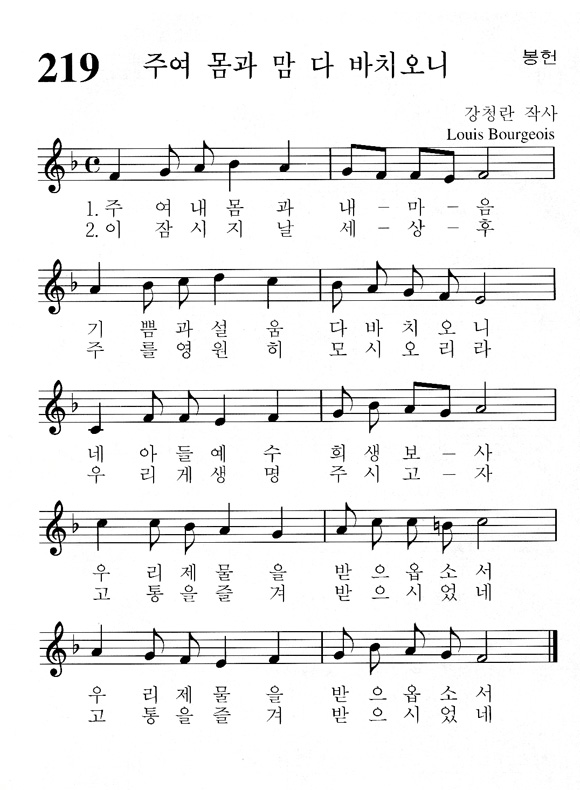 219 주여 몸과 맘 다 바치오니 봉헌
강청란 작사
Louis Bourgeois
1. 주 여 내 몸 과 내 - 마 - 음
2. 이 잠 시 지 날 세 - 상 - 후
기 쁨 과 설 움 다 바 치 오 니
주 를 영 원 히 모 시 오 리 라
네 아 들 예 수 희 생 보 - 사
우 리 게 생 명 주 시 고 - 자
우 리 제 물 을 받 으 옵 소 서
고 통 을 즐 겨 받 으 시 었 네
우 리 제 물 을 받 으 옵 소 서
고 통 을 즐 겨 받 으 시 었 네